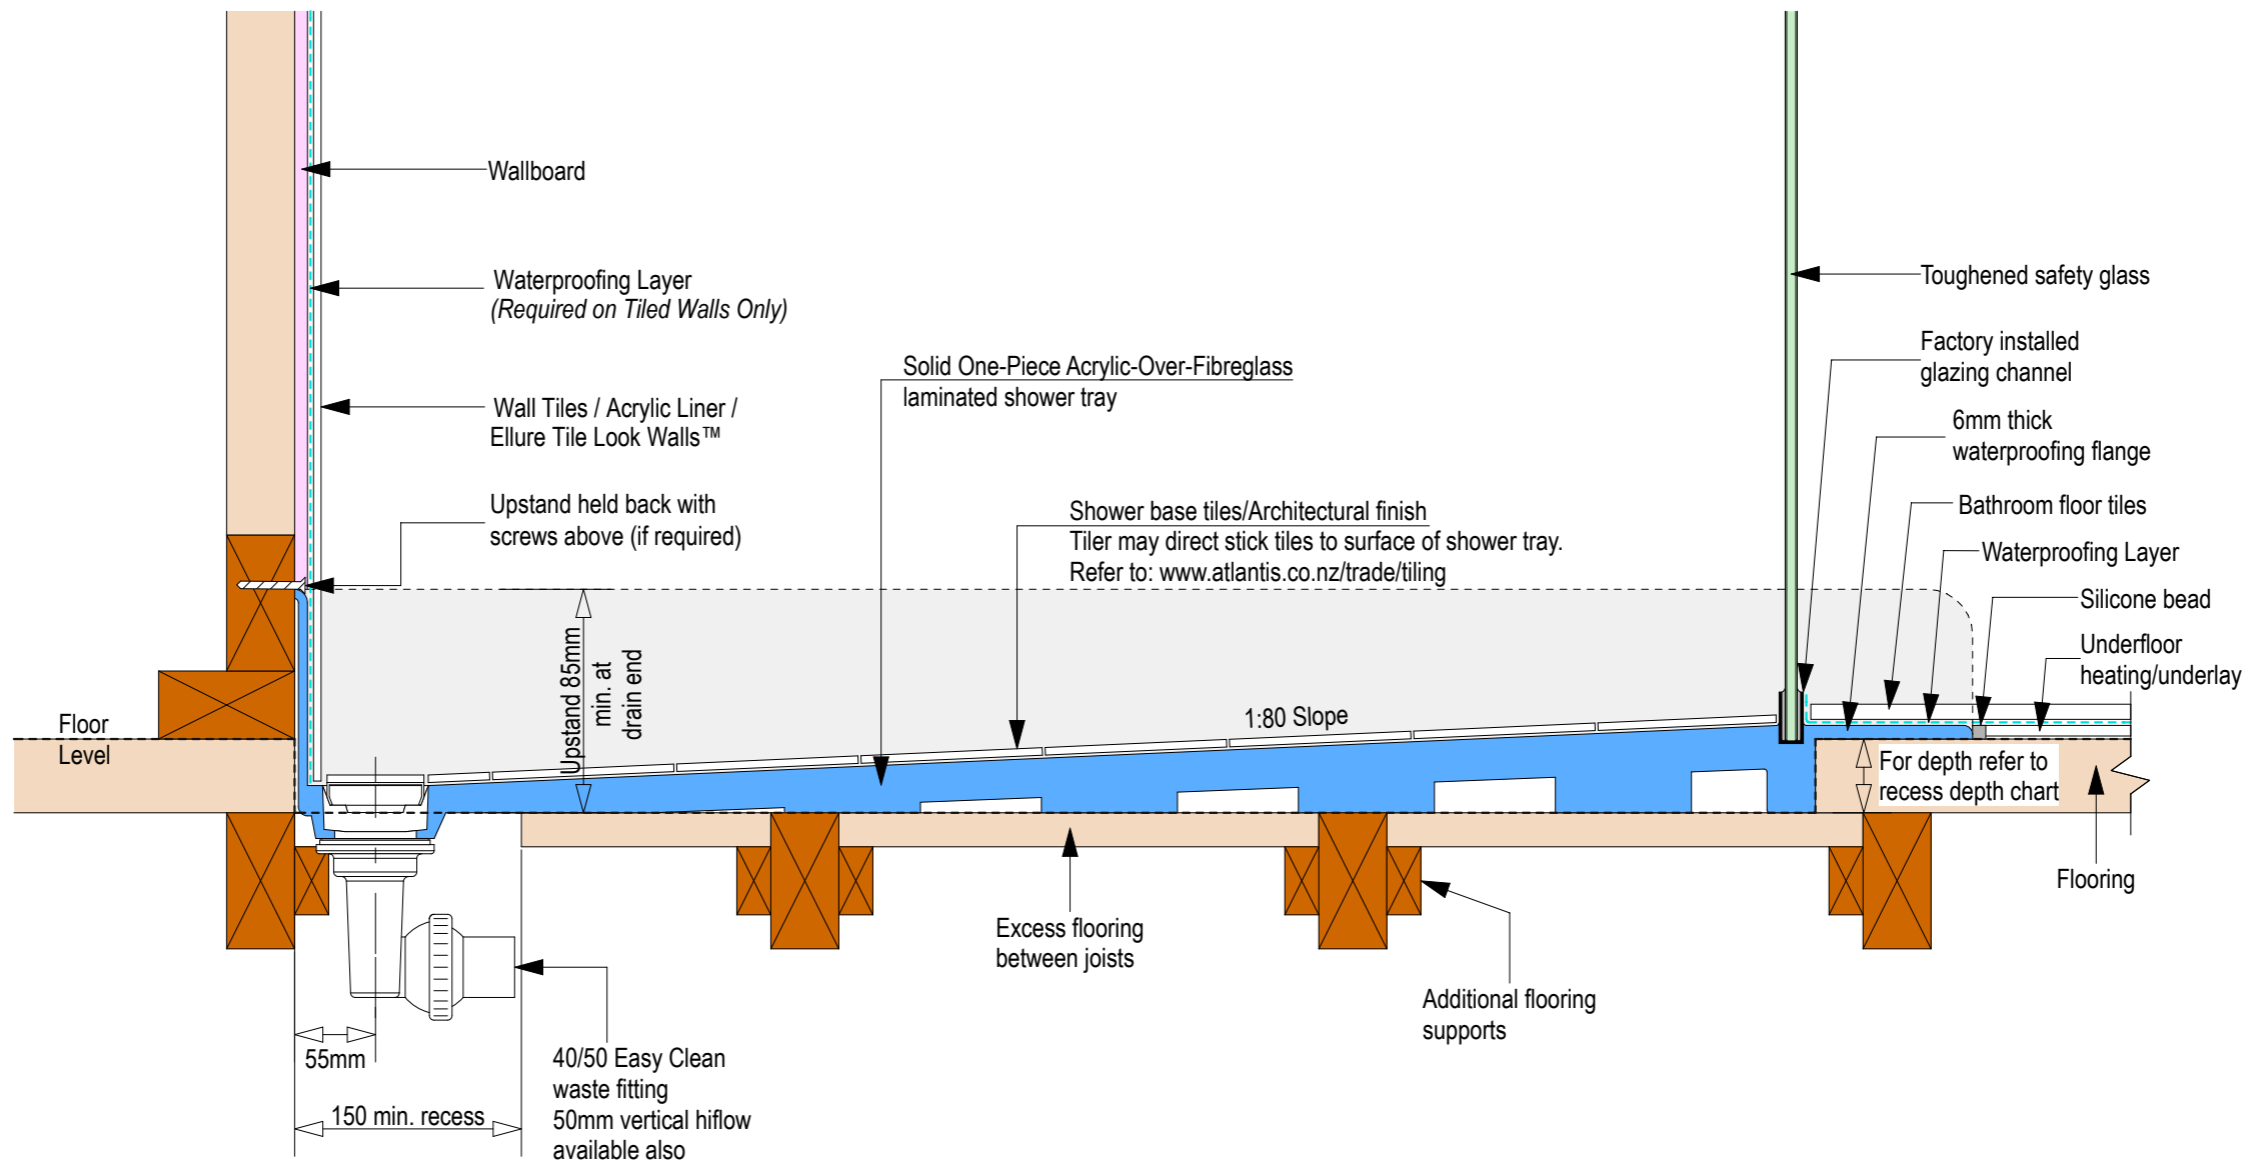 Wallboard
Waterproofing Layer
(Required on Tiled Walls Only)
Wall Tiles / Acrylic Liner /
Ellure Tile Look Walls™
Upstand held back with
screws above (if required)
Solid One-Piece Acrylic-Over-Fibreglass
laminated shower tray
Shower base tiles/Architectural finish
Tiler may direct stick tiles to surface of shower tray.
Refer to: www.atlantis.co.nz/trade/tiling
Toughened safety glass
Factory installed
glazing channel
6mm thick
waterproofing flange
Bathroom floor tiles
Waterproofing Layer
Silicone bead
Underfloor
heating/underlay
Upstand 85mm
min. at
drain end
1:80 Slope
Floor
Level
For depth refer to
recess depth chart
Flooring
Excess flooring
between joists
Additional flooring
supports
55mm
150 min. recess
40/50 Easy Clean
waste fitting
50mm vertical hiflow
available also